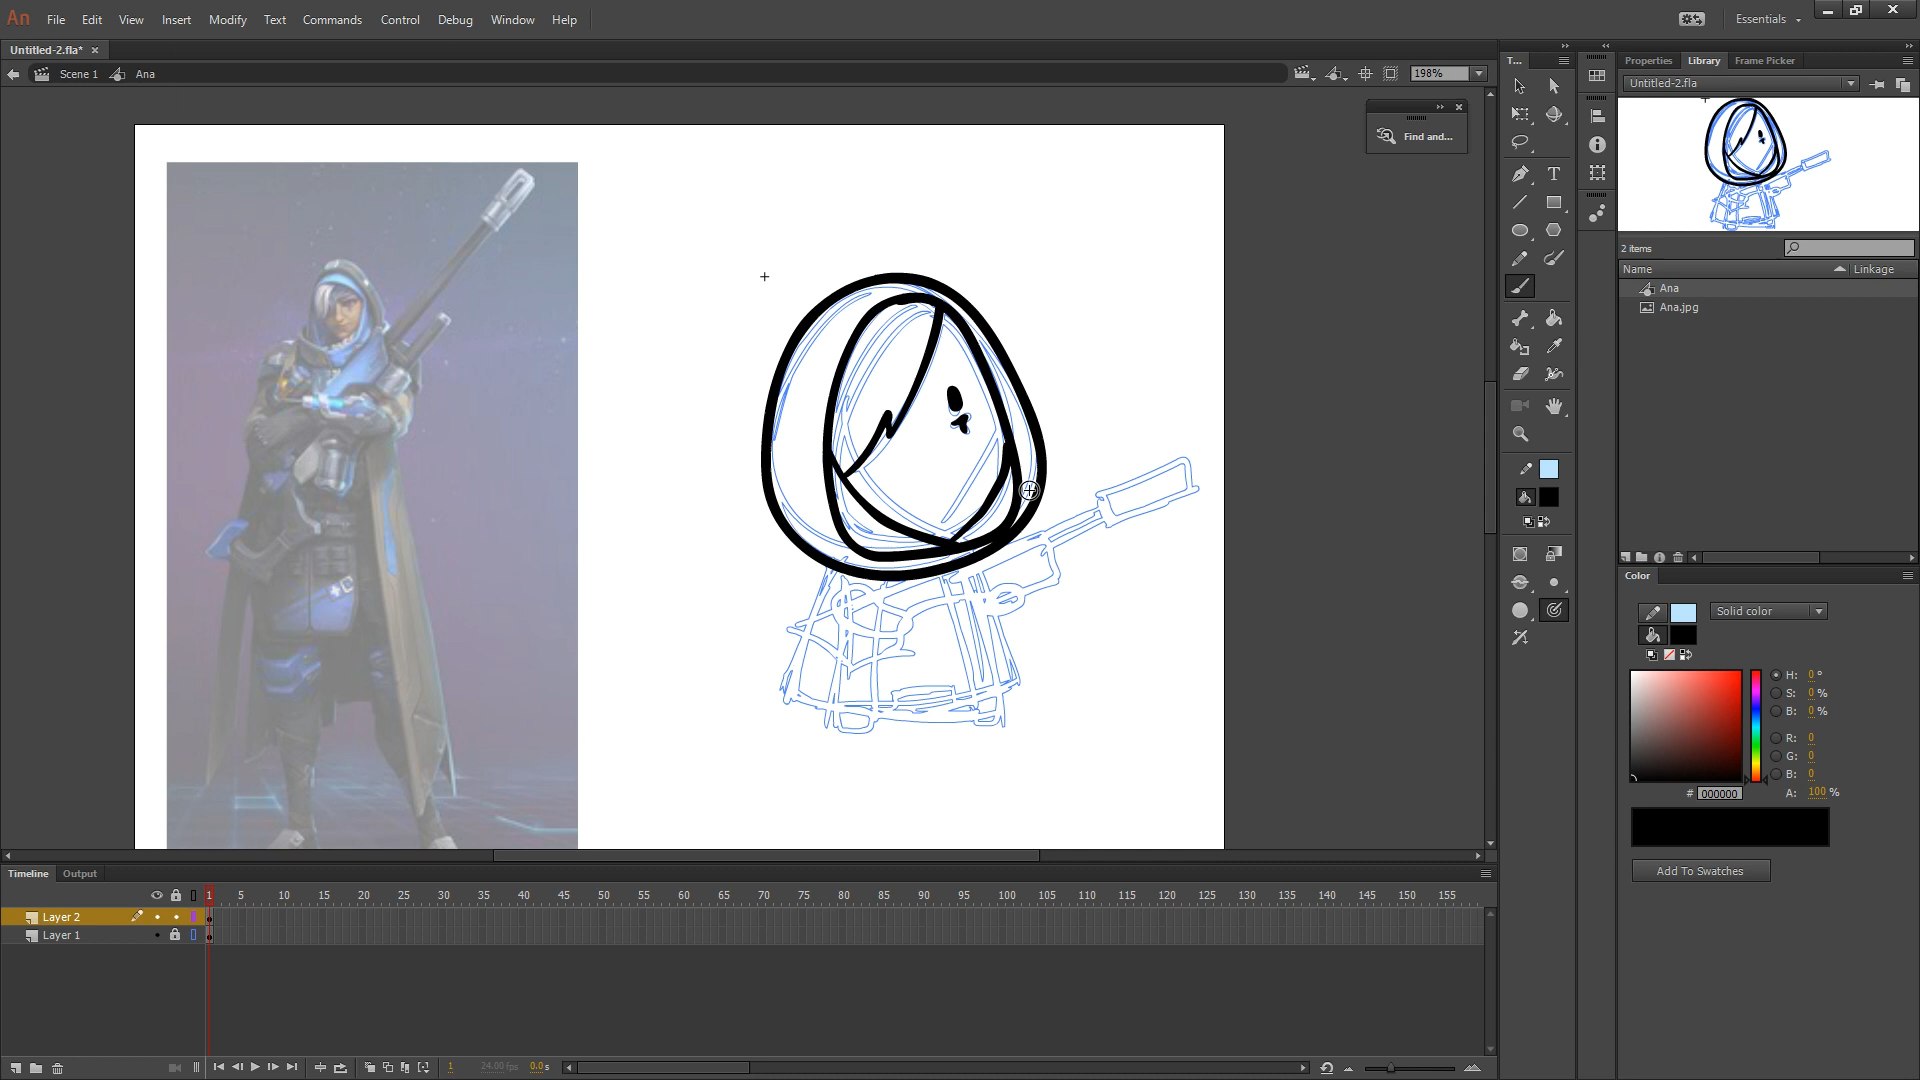 An File Edit View Insert Modify Text Commands Control Debug Window Help Essentials
Untitled-2.fla* ×
Scene 1 Ana 198%
T...
Properties Library Frame Picker
Untitled-2.fla
Find and...
2 items
Name Linkage
Ana
Ana.jpg
Color
Solid color
H: 0 °
S: 0 %
B: 0 %
R: 0
G: 0
B: 0
# 000000 A: 100 %
Add To Swatches
Timeline Output
1 5 10 15 20 25 30 35 40 45 50 55 60 65 70 75 80 85 90 95 100 105 110 115 120 125 130 135 140 145 150 155
Layer 2
Layer 1
1 24.00 fps 0.0 s